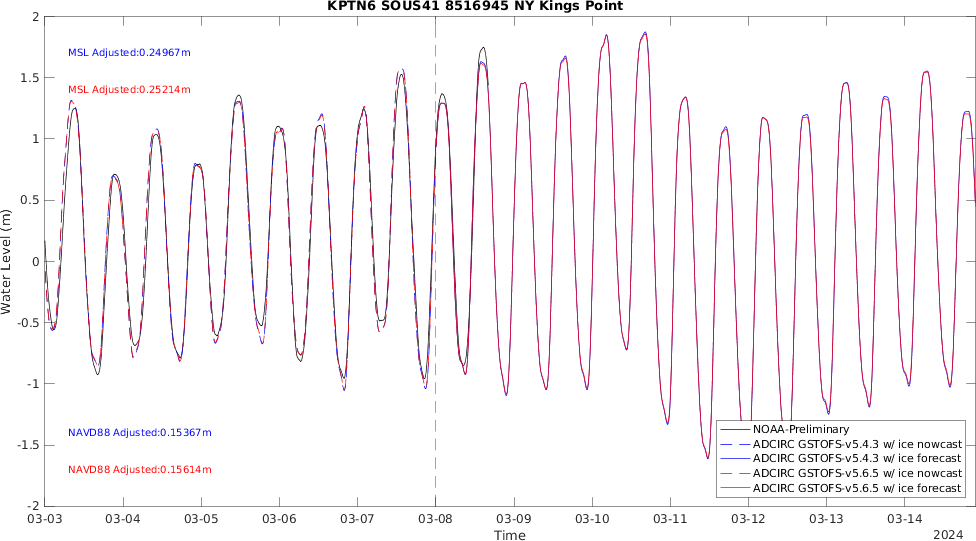 KPTN6 SOUS41 8516945 NY Kings Point
2
1.5
1
0.5
0
-0.5
-1
-1.5
-2
Water Level (m)
MSL Adjusted:0.24967m
MSL Adjusted:0.25214m
NAVD88 Adjusted:0.15367m
NAVD88 Adjusted:0.15614m
NOAA-Preliminary
ADCIRC GSTOFS-v5.4.3 w/ ice nowcast
ADCIRC GSTOFS-v5.4.3 w/ ice forecast
ADCIRC GSTOFS-v5.6.5 w/ ice nowcast
ADCIRC GSTOFS-v5.6.5 w/ ice forecast
03-03 03-04 03-05 03-06 03-07 03-08 03-09 03-10 03-11 03-12 03-13 03-14
Time
2024